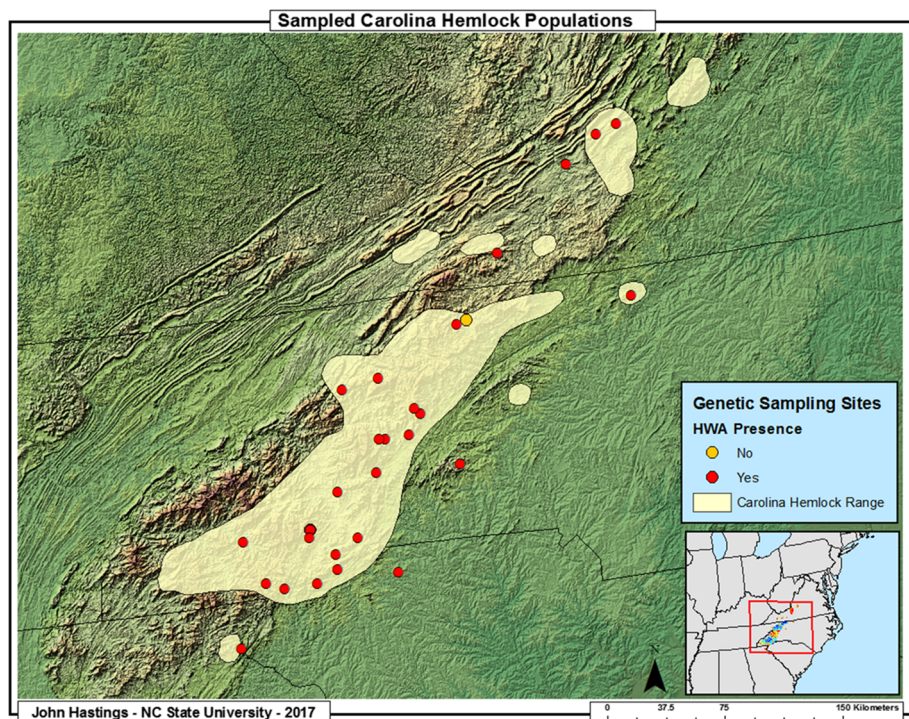 Sampled Carolina Hemlock Populations
Genetic Sampling Sites
HWA Presence
No
Yes
Carolina Hemlock Range
N
0 37.5 75 150 Kilometers
John Hastings - NC State University - 2017